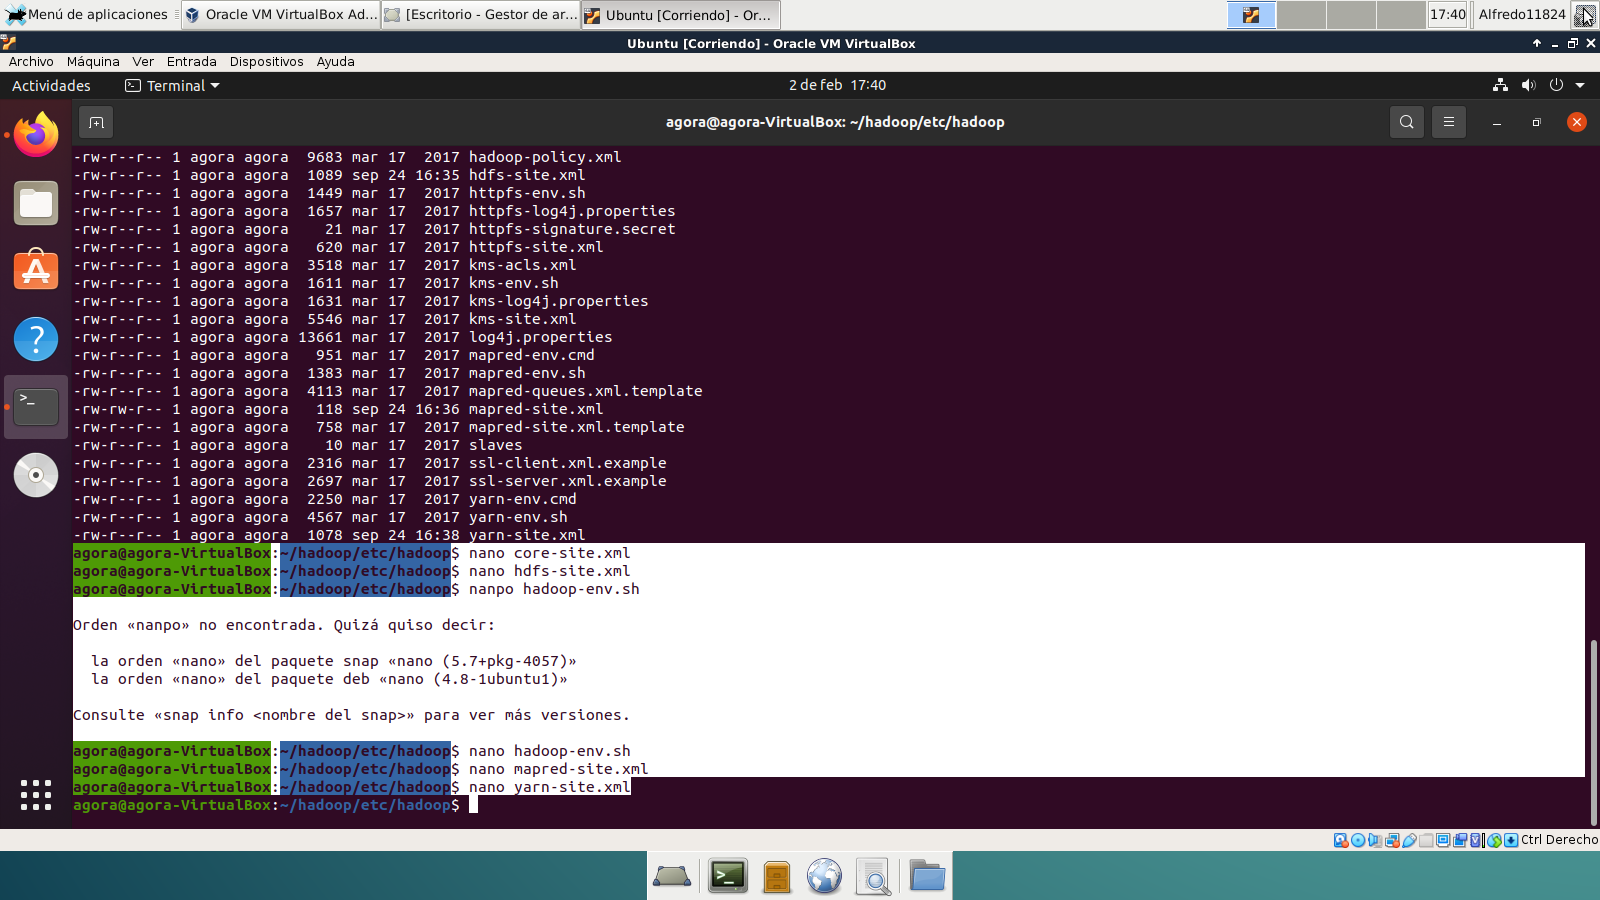 Menú de aplicaciones
Oracle VM VirtualBox Ad...
[Escritorio - Gestor de ar...
Ubuntu [Corriendo] - Or...
17:40
Alfredo11824
Ubuntu [Corriendo] - Oracle VM VirtualBox
Archivo Máquina Ver Entrada Dispositivos Ayuda
Actividades Terminal 2 de feb 17:40
agora@agora-VirtualBox: ~/hadoop/etc/hadoop
-rw-r--r-- 1 agora agora  9683 mar 17  2017 hadoop-policy.xml
-rw-r--r-- 1 agora agora  1089 sep 24 16:35 hdfs-site.xml
-rw-r--r-- 1 agora agora  1449 mar 17  2017 httpfs-env.sh
-rw-r--r-- 1 agora agora  1657 mar 17  2017 httpfs-log4j.properties
-rw-r--r-- 1 agora agora    21 mar 17  2017 httpfs-signature.secret
-rw-r--r-- 1 agora agora   620 mar 17  2017 httpfs-site.xml
-rw-r--r-- 1 agora agora  3518 mar 17  2017 kms-acls.xml
-rw-r--r-- 1 agora agora  1611 mar 17  2017 kms-env.sh
-rw-r--r-- 1 agora agora  1631 mar 17  2017 kms-log4j.properties
-rw-r--r-- 1 agora agora  5546 mar 17  2017 kms-site.xml
-rw-r--r-- 1 agora agora 13661 mar 17  2017 log4j.properties
-rw-r--r-- 1 agora agora   951 mar 17  2017 mapred-env.cmd
-rw-r--r-- 1 agora agora  1383 mar 17  2017 mapred-env.sh
-rw-r--r-- 1 agora agora  4113 mar 17  2017 mapred-queues.xml.template
-rw-rw-r-- 1 agora agora   118 sep 24 16:36 mapred-site.xml
-rw-r--r-- 1 agora agora   758 mar 17  2017 mapred-site.xml.template
-rw-r--r-- 1 agora agora    10 mar 17  2017 slaves
-rw-r--r-- 1 agora agora  2316 mar 17  2017 ssl-client.xml.example
-rw-r--r-- 1 agora agora  2697 mar 17  2017 ssl-server.xml.example
-rw-r--r-- 1 agora agora  2250 mar 17  2017 yarn-env.cmd
-rw-r--r-- 1 agora agora  4567 mar 17  2017 yarn-env.sh
-rw-r--r-- 1 agora agora  1078 sep 24 16:38 yarn-site.xml
agora@agora-VirtualBox:~/hadoop/etc/hadoop$ nano core-site.xml
agora@agora-VirtualBox:~/hadoop/etc/hadoop$ nano hdfs-site.xml
agora@agora-VirtualBox:~/hadoop/etc/hadoop$ nanpo hadoop-env.sh
Orden «nanpo» no encontrada. Quizá quiso decir:
la orden «nano» del paquete snap «nano (5.7+pkg-4057)»
la orden «nano» del paquete deb «nano (4.8-1ubuntu1)»
Consulte «snap info <nombre del snap>» para ver más versiones.
agora@agora-VirtualBox:~/hadoop/etc/hadoop$ nano hadoop-env.sh
agora@agora-VirtualBox:~/hadoop/etc/hadoop$ nano mapred-site.xml
agora@agora-VirtualBox:~/hadoop/etc/hadoop$ nano yarn-site.xml
agora@agora-VirtualBox:~/hadoop/etc/hadoop$
Ctrl Derecho